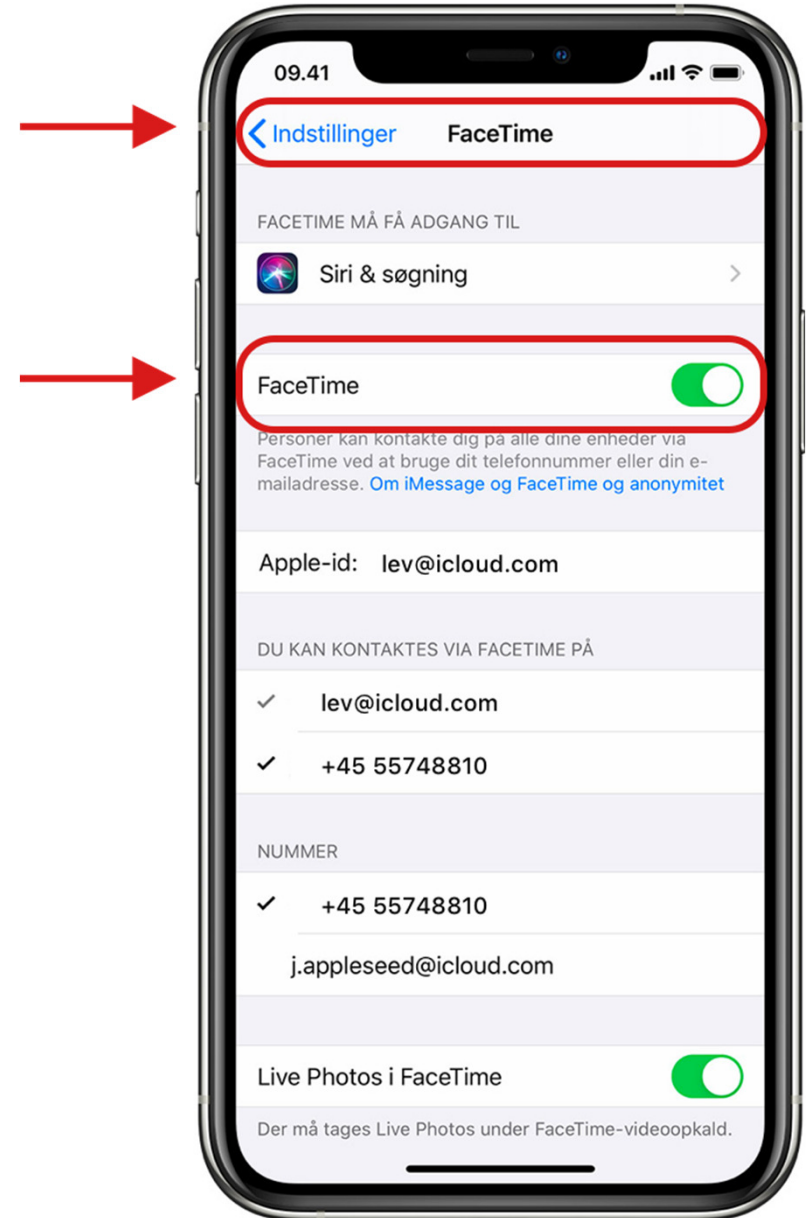 09.41
Indstillinger FaceTime
FACETIME MÅ FÅ ADGANG TIL
Siri & søgning
FaceTime
Personer kan kontakte dig på alle dine enheder via
FaceTime ved at bruge dit telefonnummer eller din e-
mailadresse. Om iMessage og FaceTime og anonymitet
Apple-id: lev@icloud.com
DU KAN KONTAKTES VIA FACETIME PÅ
lev@icloud.com
+45 55748810
NUMMER
+45 55748810
j.appleseed@icloud.com
Live Photos i FaceTime
Der må tages Live Photos under FaceTime-videoopkald.